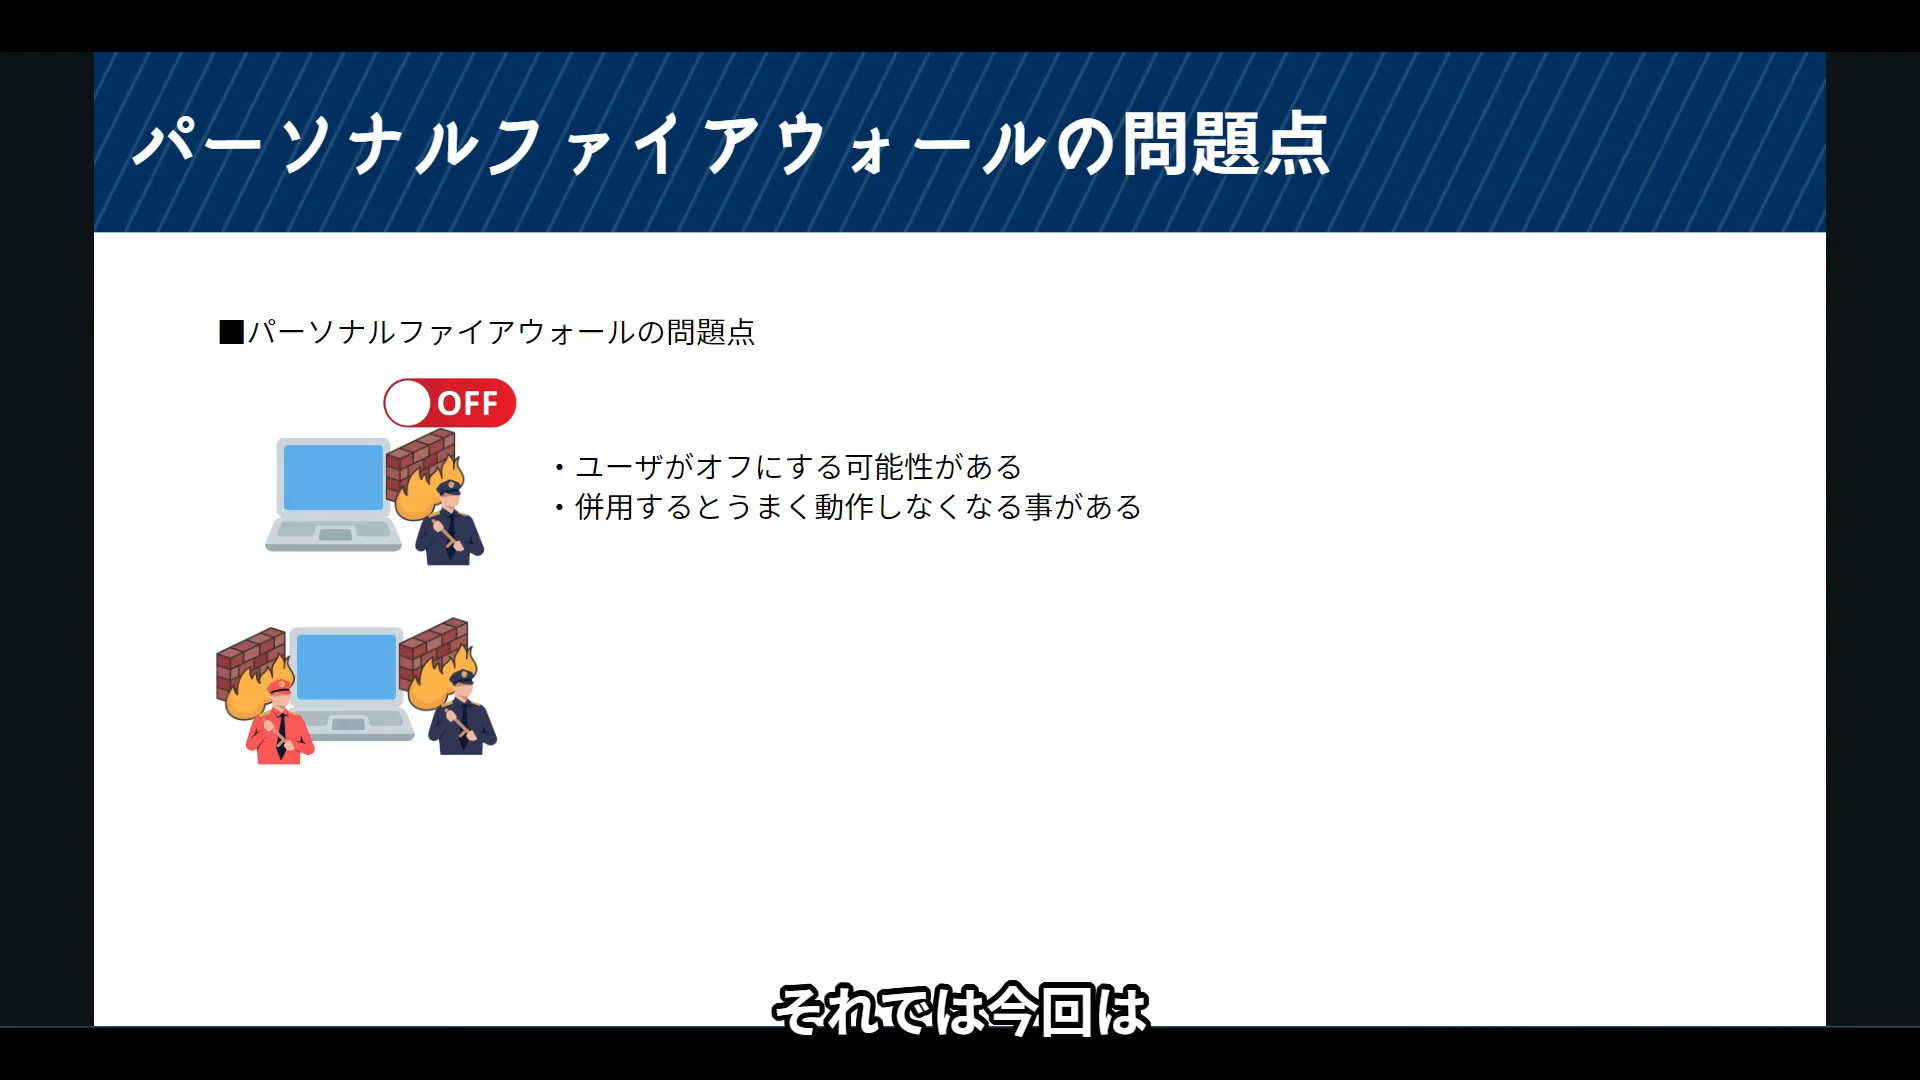 パーソナルファイアウォールの問題点
■パーソナルファイアウォールの問題点
OFF
・ユーザがオフにする可能性がある
・併用するとうまく動作しなくなる事がある
それでは今回は